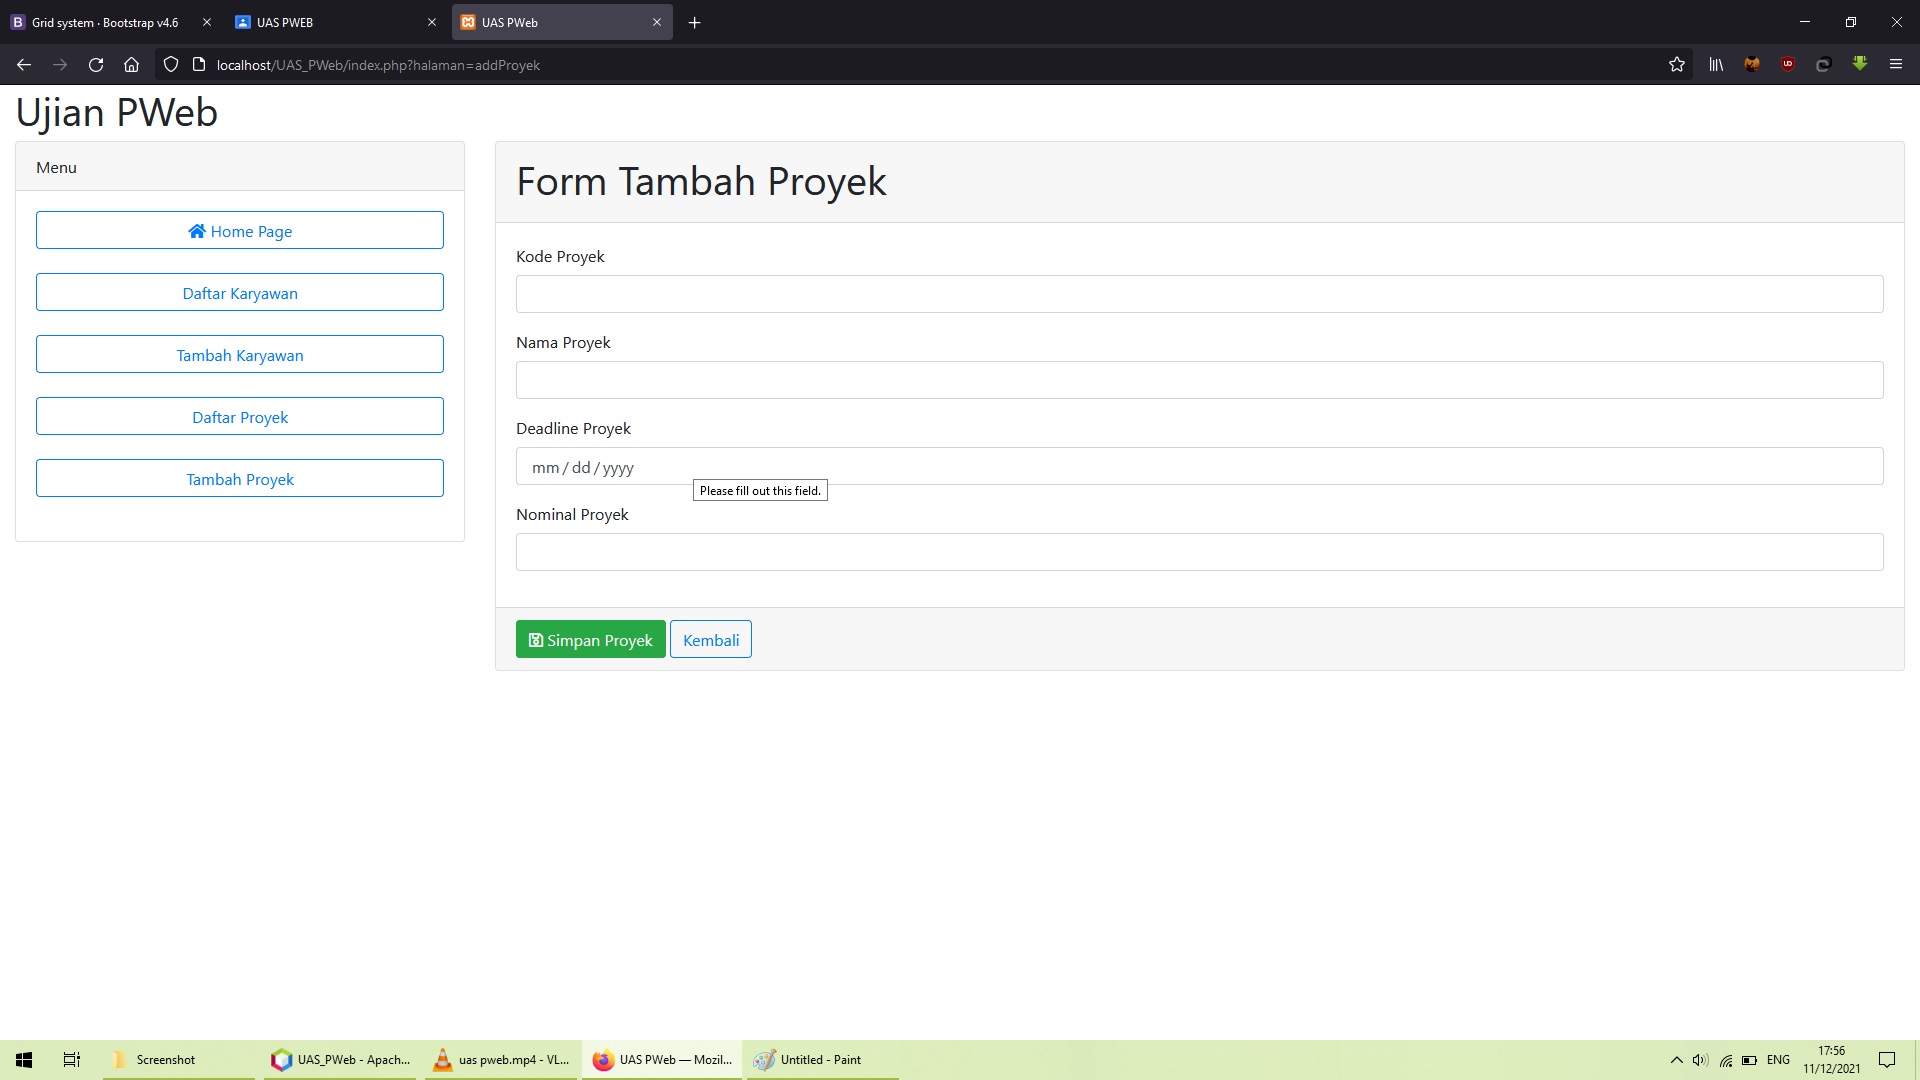 Grid system · Bootstrap v4.6
UAS PWEB
UAS PWeb
localhost/UAS_PWeb/index.php?halaman=addProyek
Ujian PWeb
Menu
Home Page
Daftar Karyawan
Tambah Karyawan
Daftar Proyek
Tambah Proyek
Form Tambah Proyek
Kode Proyek
Nama Proyek
Deadline Proyek
mm / dd / yyyy
Please fill out this field.
Nominal Proyek
Simpan Proyek
Kembali
Screenshot
UAS_PWeb - Apach...
uas pweb.mp4 - VL...
UAS PWeb — Mozil...
Untitled - Paint
ENG
17:56
11/12/2021